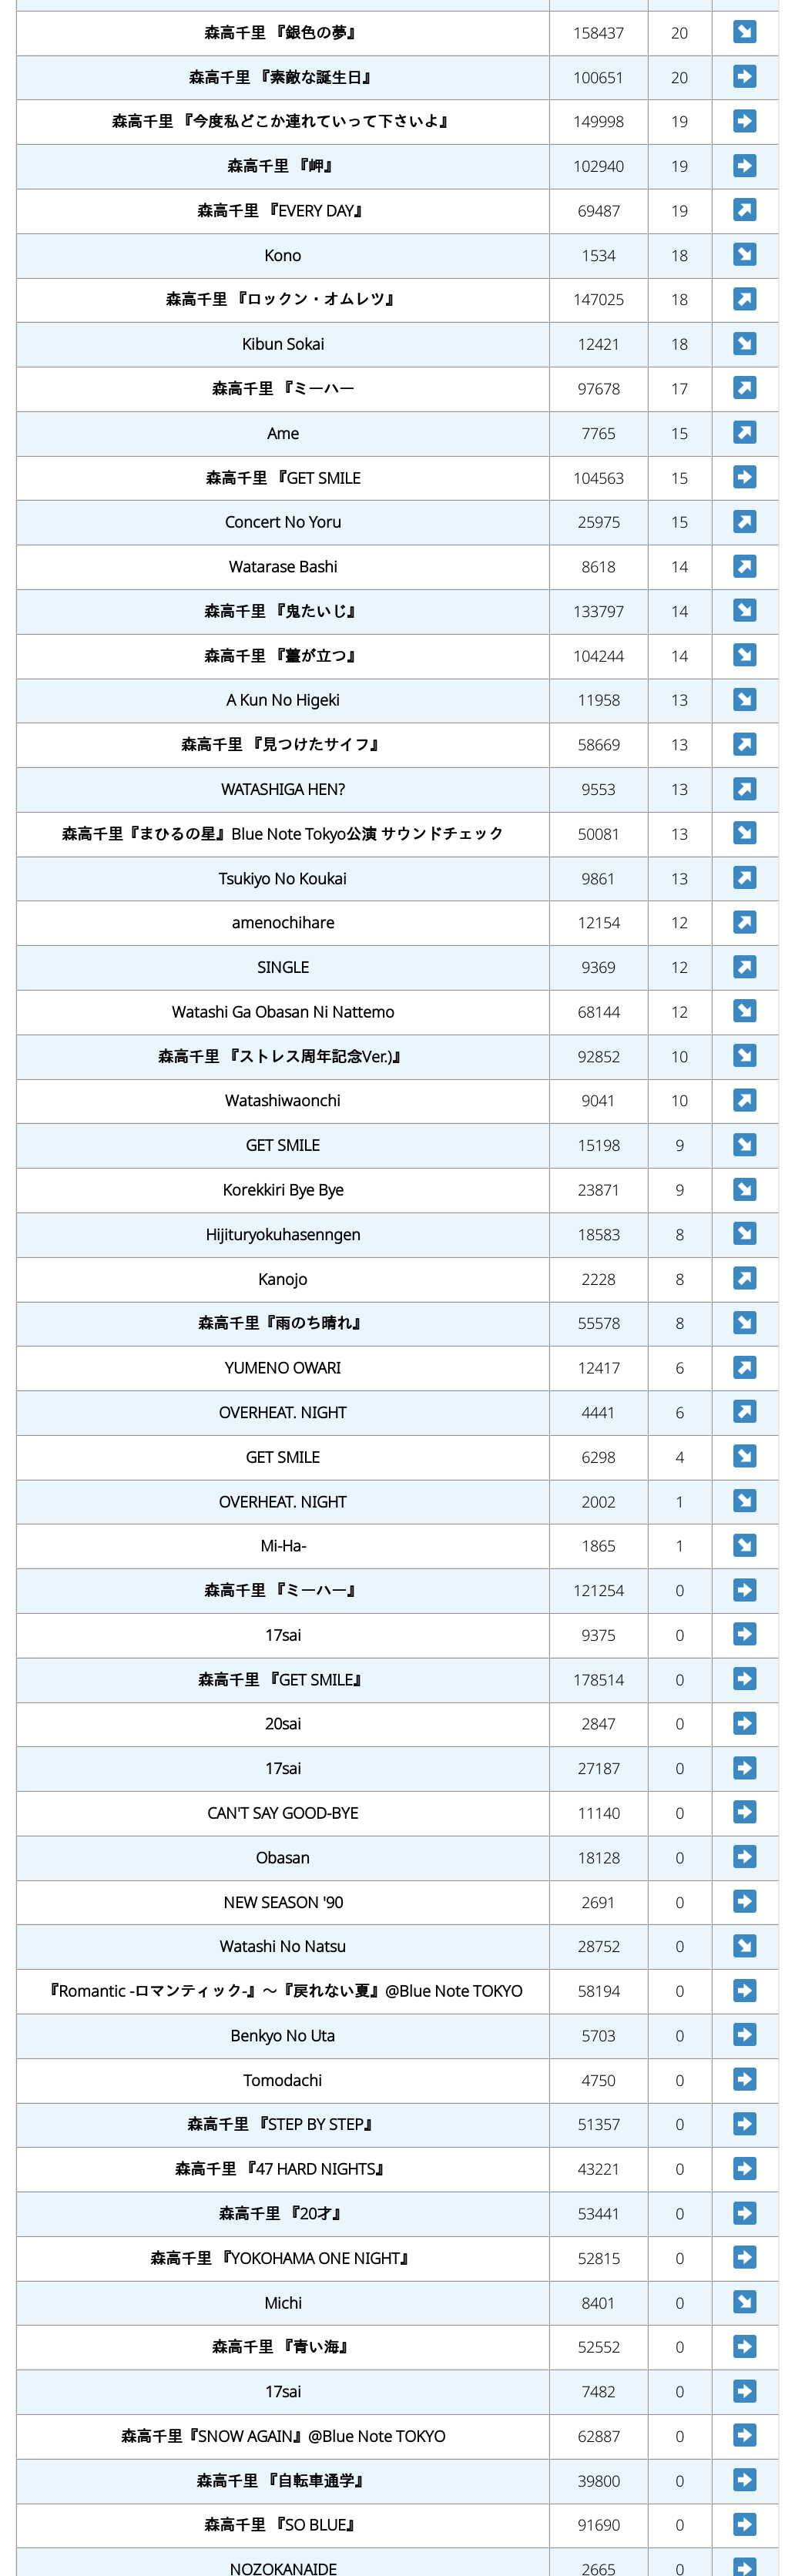 森高千里 『銀色の夢』 158437 20
森高千里 『素敵な誕生日』 100651 20
森高千里 『今度私どこか連れていって下さいよ』 149998 19
森高千里 『岬』 102940 19
森高千里 『EVERY DAY』 69487 19
Kono 1534 18
森高千里 『ロックン・オムレツ』 147025 18
Kibun Sokai 12421 18
森高千里 『ミーハー 97678 17
Ame 7765 15
森高千里 『GET SMILE 104563 15
Concert No Yoru 25975 15
Watarase Bashi 8618 14
森高千里 『鬼たいじ』 133797 14
森高千里 『薹が立つ』 104244 14
A Kun No Higeki 11958 13
森高千里 『見つけたサイフ』 58669 13
WATASHIGA HEN? 9553 13
森高千里『まひるの星』Blue Note Tokyo公演 サウンドチェック 50081 13
Tsukiyo No Koukai 9861 13
amenochihare 12154 12
SINGLE 9369 12
Watashi Ga Obasan Ni Nattemo 68144 12
森高千里 『ストレス周年記念Ver.)』 92852 10
Watashiwaonchi 9041 10
GET SMILE 15198 9
Korekkiri Bye Bye 23871 9
Hijituryokuhasenngen 18583 8
Kanojo 2228 8
森高千里『雨のち晴れ』 55578 8
YUMENO OWARI 12417 6
OVERHEAT. NIGHT 4441 6
GET SMILE 6298 4
OVERHEAT. NIGHT 2002 1
Mi-Ha- 1865 1
森高千里 『ミーハー』 121254 0
17sai 9375 0
森高千里 『GET SMILE』 178514 0
20sai 2847 0
17sai 27187 0
CAN'T SAY GOOD-BYE 11140 0
Obasan 18128 0
NEW SEASON '90 2691 0
Watashi No Natsu 28752 0
『Romantic -ロマンティック-』～『戻れない夏』@Blue Note TOKYO 58194 0
Benkyo No Uta 5703 0
Tomodachi 4750 0
森高千里 『STEP BY STEP』 51357 0
森高千里 『47 HARD NIGHTS』 43221 0
森高千里 『20才』 53441 0
森高千里 『YOKOHAMA ONE NIGHT』 52815 0
Michi 8401 0
森高千里 『青い海』 52552 0
17sai 7482 0
森高千里『SNOW AGAIN』@Blue Note TOKYO 62887 0
森高千里 『自転車通学』 39800 0
森高千里 『SO BLUE』 91690 0
NOZOKANAIDE 2665 0